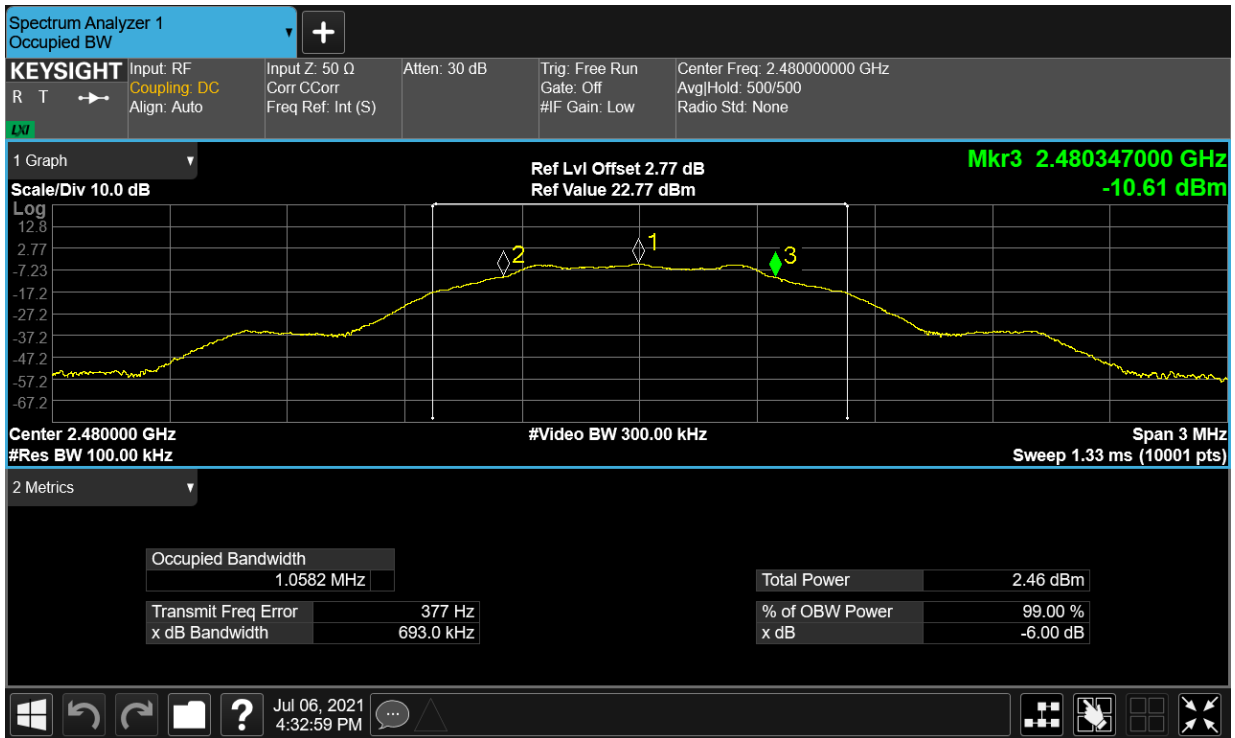 Spectrum Analyzer 1
Occupied BW
KEYSIGHT
R T
LXI
Input: RF
Coupling: DC
Align: Auto
Input Z: 50 Ω
Corr CCorr
Freq Ref: Int (S)
Atten: 30 dB
Trig: Free Run
Gate: Off
#IF Gain: Low
Center Freq: 2.480000000 GHz
Avg|Hold: 500/500
Radio Std: None
1 Graph
Scale/Div 10.0 dB
Ref Lvl Offset 2.77 dB
Ref Value 22.77 dBm
Mkr3 2.480347000 GHz
-10.61 dBm
Log
12.8
2.77
-7.23
-17.2
-27.2
-37.2
-47.2
-57.2
-67.2
2
1
3
Center 2.480000 GHz
#Video BW 300.00 kHz
Span 3 MHz
#Res BW 100.00 kHz
Sweep 1.33 ms (10001 pts)
2 Metrics
Occupied Bandwidth
1.0582 MHz
Transmit Freq Error 377 Hz
x dB Bandwidth 693.0 kHz
Total Power 2.46 dBm
% of OBW Power 99.00 %
x dB -6.00 dB
?
Jul 06, 2021
4:32:59 PM